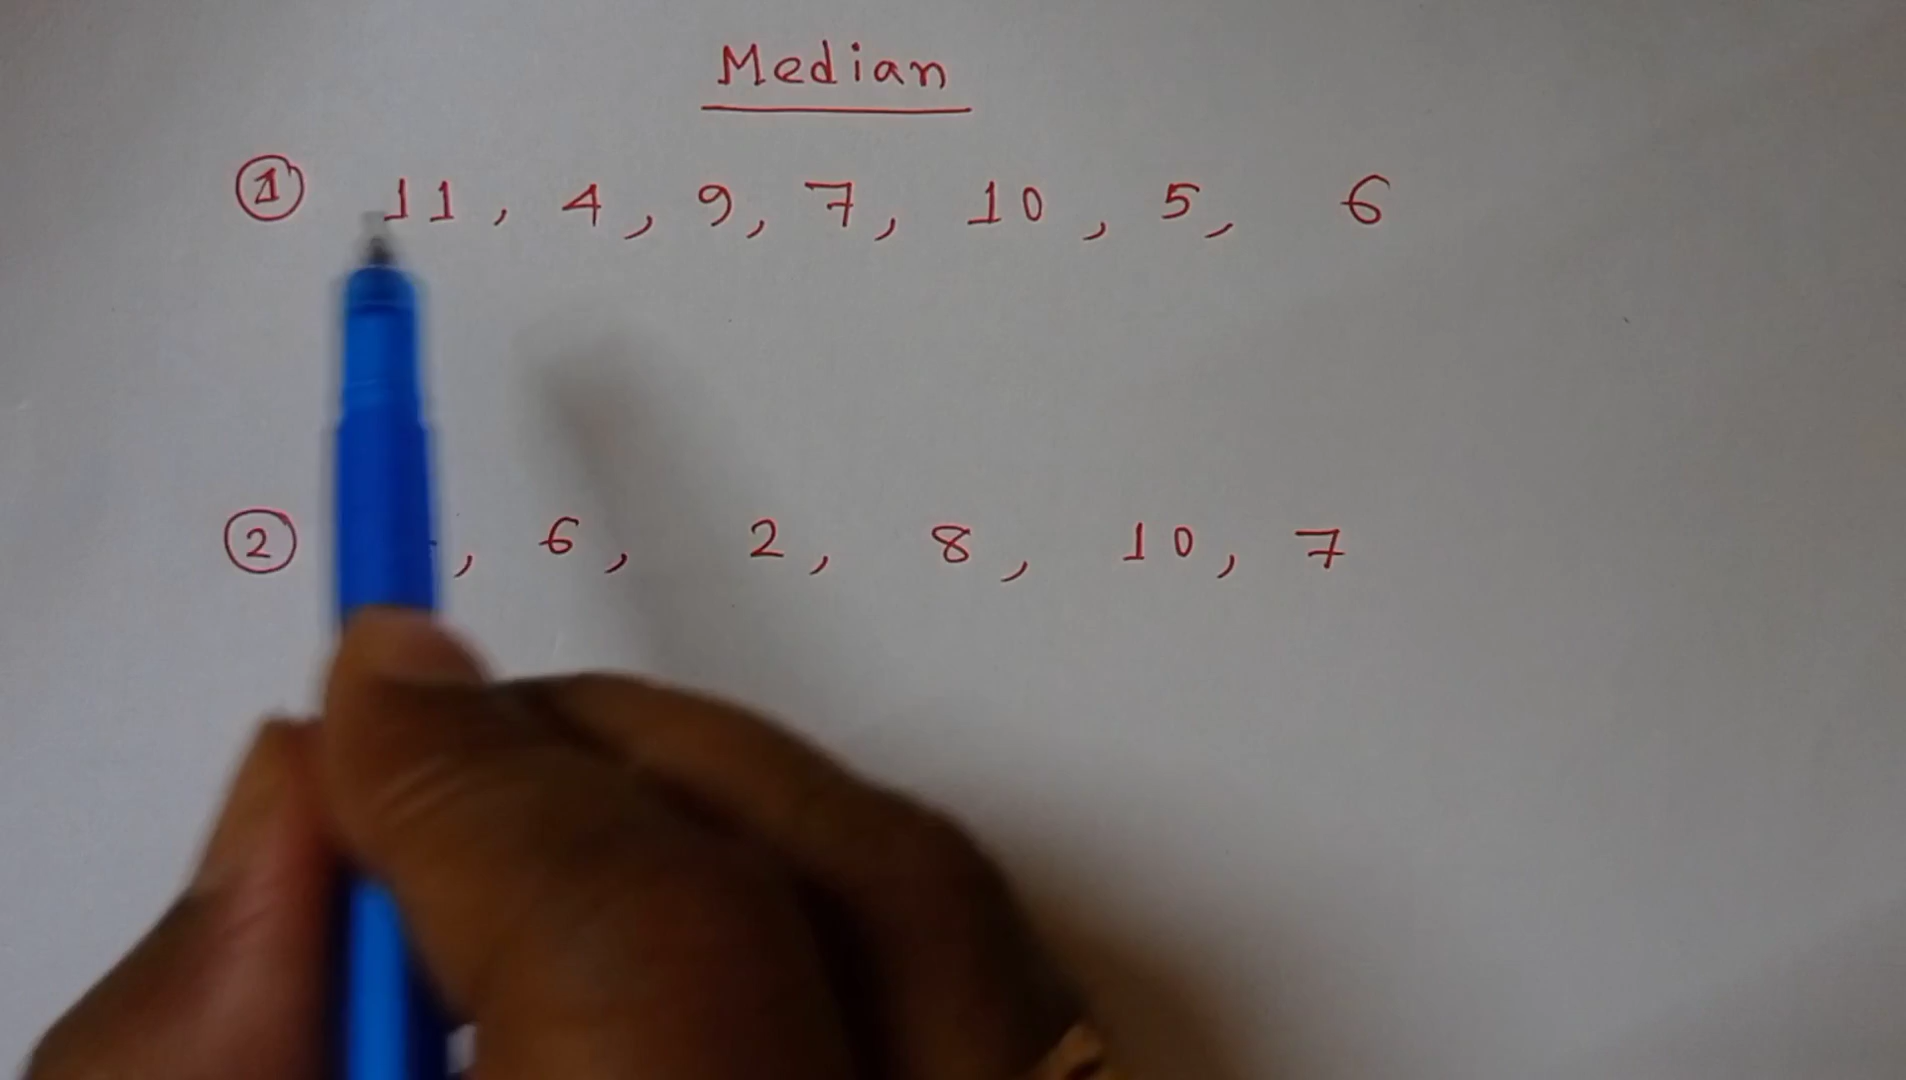 Median
1 11, 4, 9, 7, 10, 5, 6
2 , 6, 2, 8, 10, 7